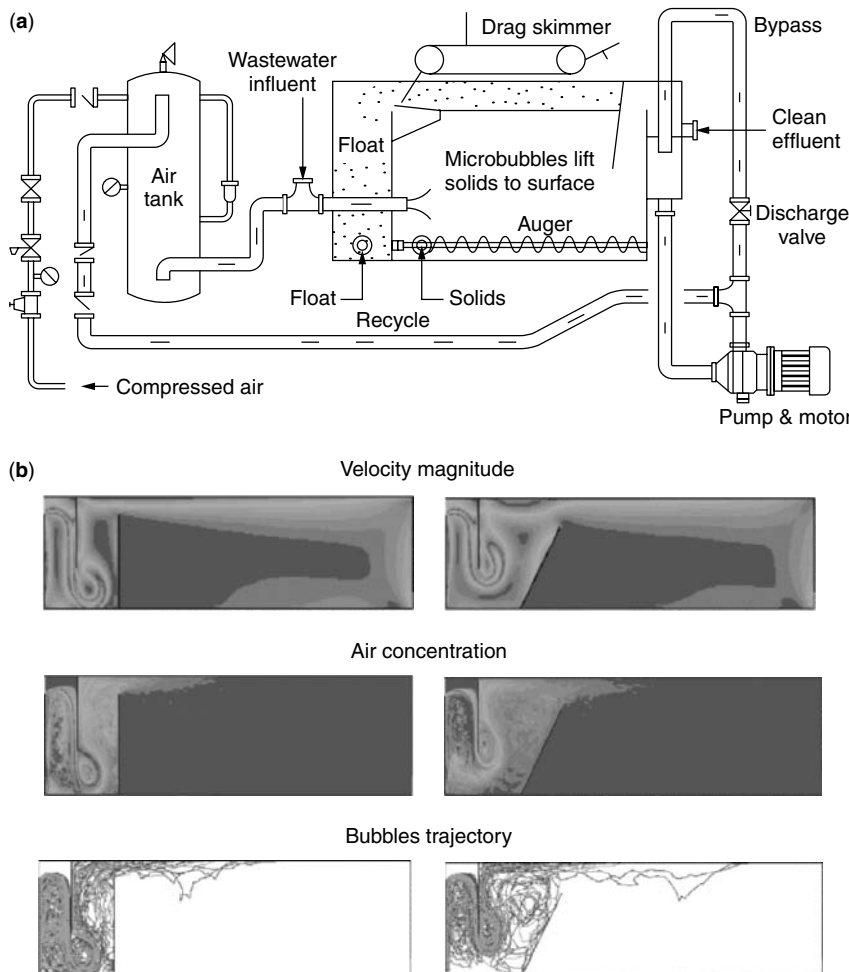 (a)
Drag skimmer
Bypass
Wastewater
influent
Clean
effluent
Float
Air
tank
Microbubbles lift
solids to surface
Auger
Discharge
valve
Float
Solids
Recycle
Compressed air
Pump & motor
(b)
Velocity magnitude
Air concentration
Bubbles trajectory